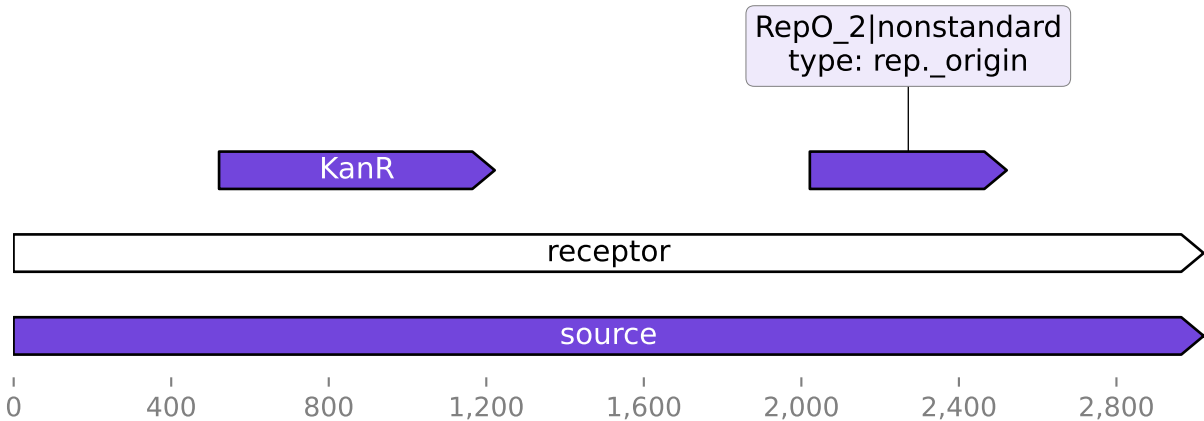 RepO_2|nonstandard
type: rep._origin
KanR
receptor
source
0 400 800 1,200 1,600 2,000 2,400 2,800